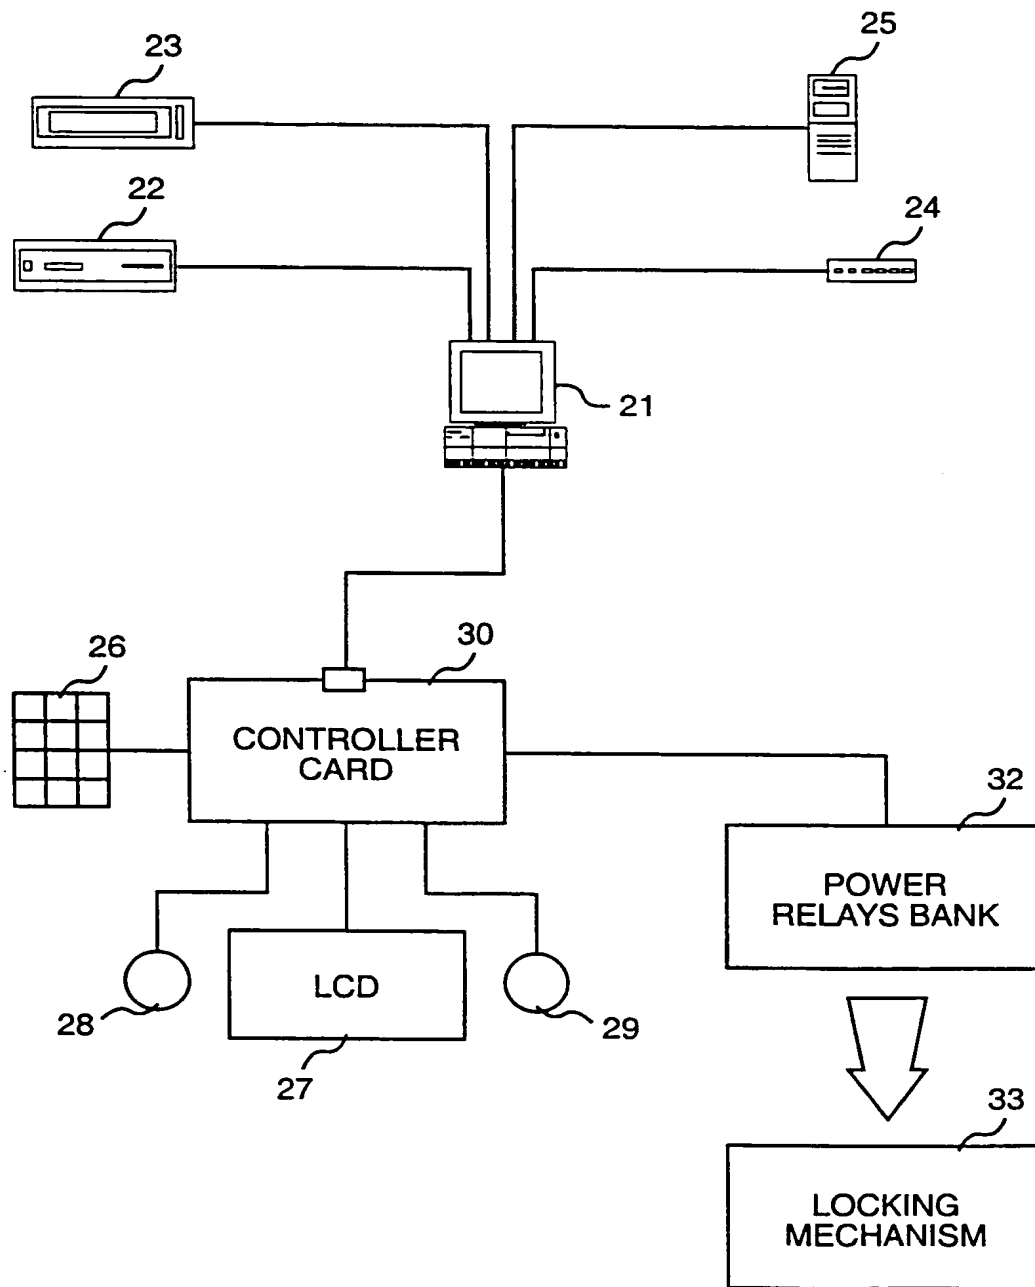 23
25
22
24
21
26
30
CONTROLLER
CARD
32
POWER
RELAYS BANK
LCD
28
29
27
33
LOCKING
MECHANISM